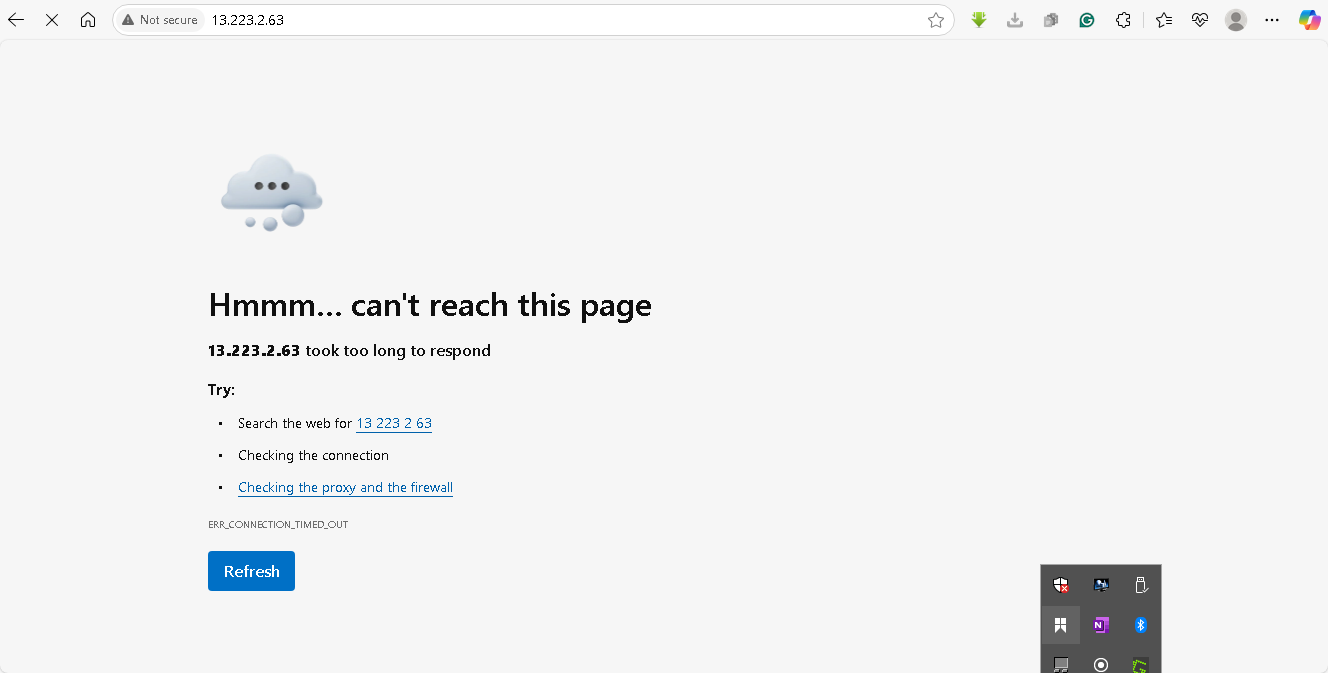 Not secure 13.223.2.63
Hmmm... can't reach this page
13.223.2.63 took too long to respond
Try:
• Search the web for 13 223 2 63
• Checking the connection
• Checking the proxy and the firewall
ERR_CONNECTION_TIMED_OUT
Refresh